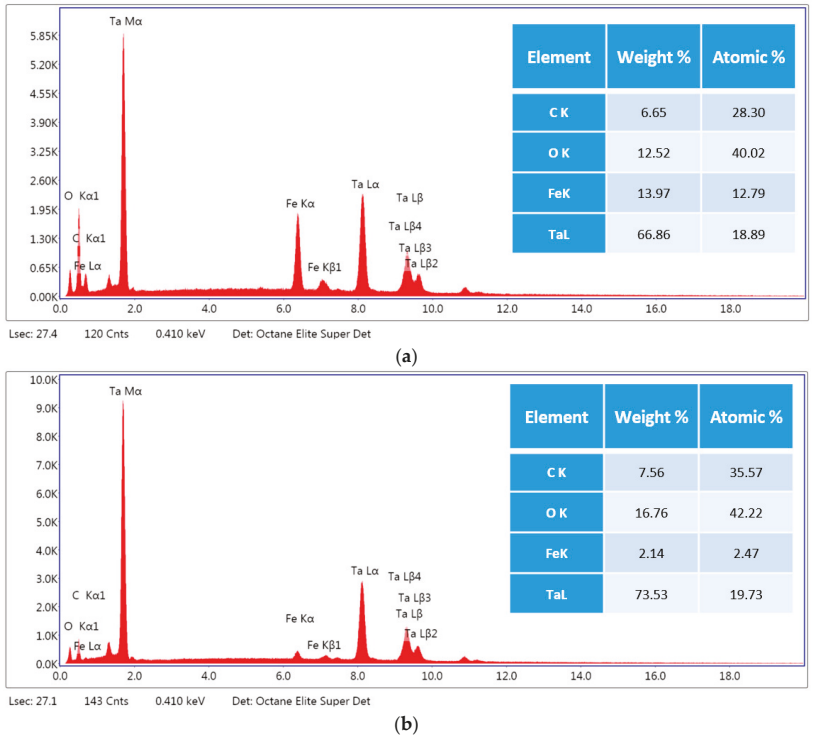 Ta Mα
5.85K
5.20K
4.55K
3.90K
3.25K
2.60K
1.95K
1.30K
0.65K
0.00K
O Kα1
C Kα1
Fe Lα
Fe Kα
Fe Kβ1
Ta Lα
Ta Lβ
Ta Lβ4
Ta Lβ3
Ta Lβ2
0.0 2.0 4.0 6.0 8.0 10.0 12.0 14.0 16.0 18.0
Element Weight % Atomic %
C K 6.65 28.30
O K 12.52 40.02
FeK 13.97 12.79
TaL 66.86 18.89
Lsec: 27.4 120 Cnts 0.410 keV Det: Octane Elite Super Det
(a)
10.0K
9.0K
8.0K
7.0K
6.0K
5.0K
4.0K
3.0K
2.0K
1.0K
0.0K
Ta Mα
C Kα1
O Kα1
Fe Lα
Fe Kα
Fe Kβ1
Ta Lα
Ta Lβ4
Ta Lβ3
Ta Lβ
Ta Lβ2
0.0 2.0 4.0 6.0 8.0 10.0 12.0 14.0 16.0 18.0
Element Weight % Atomic %
C K 7.56 35.57
O K 16.76 42.22
FeK 2.14 2.47
TaL 73.53 19.73
Lsec: 27.1 143 Cnts 0.410 keV Det: Octane Elite Super Det
(b)